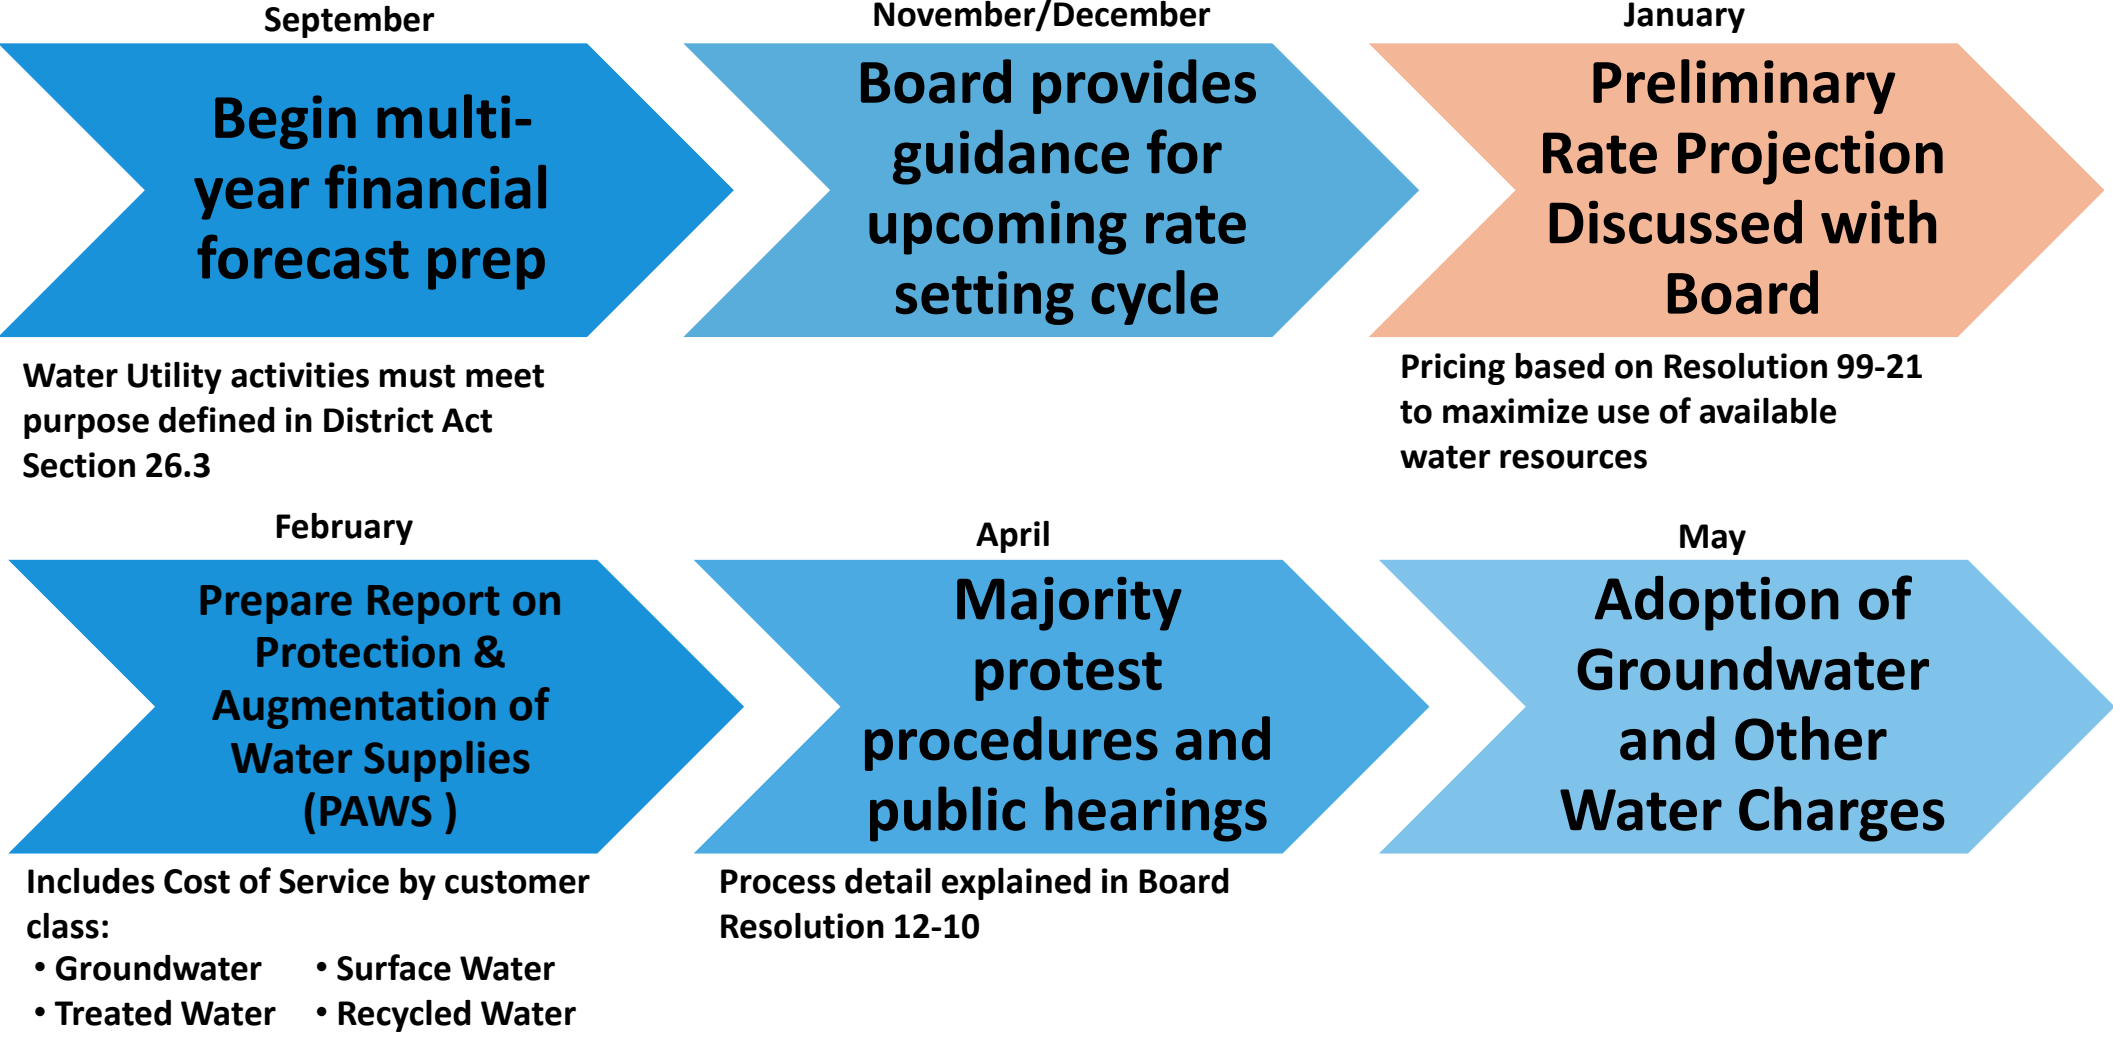 September
Begin multi-
year financial
forecast prep
Water Utility activities must meet
purpose defined in District Act
Section 26.3
November/December
Board provides
guidance for
upcoming rate
setting cycle
January
Preliminary
Rate Projection
Discussed with
Board
Pricing based on Resolution 99-21
to maximize use of available
water resources
February
Prepare Report on
Protection &
Augmentation of
Water Supplies
(PAWS )
Includes Cost of Service by customer
class:
• Groundwater • Surface Water
• Treated Water • Recycled Water
April
Majority
protest
procedures and
public hearings
Process detail explained in Board
Resolution 12-10
May
Adoption of
Groundwater
and Other
Water Charges